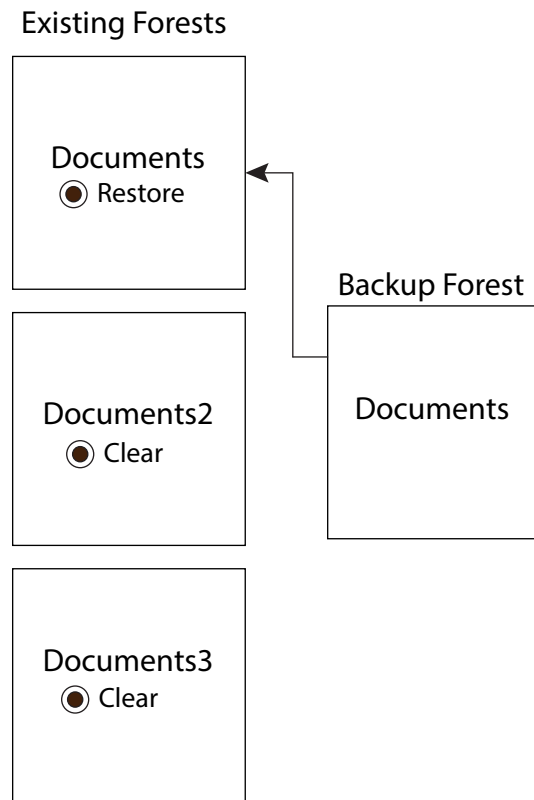 Existing Forests
Documents
Restore
Backup Forest
Documents
Documents2
Clear
Documents3
Clear